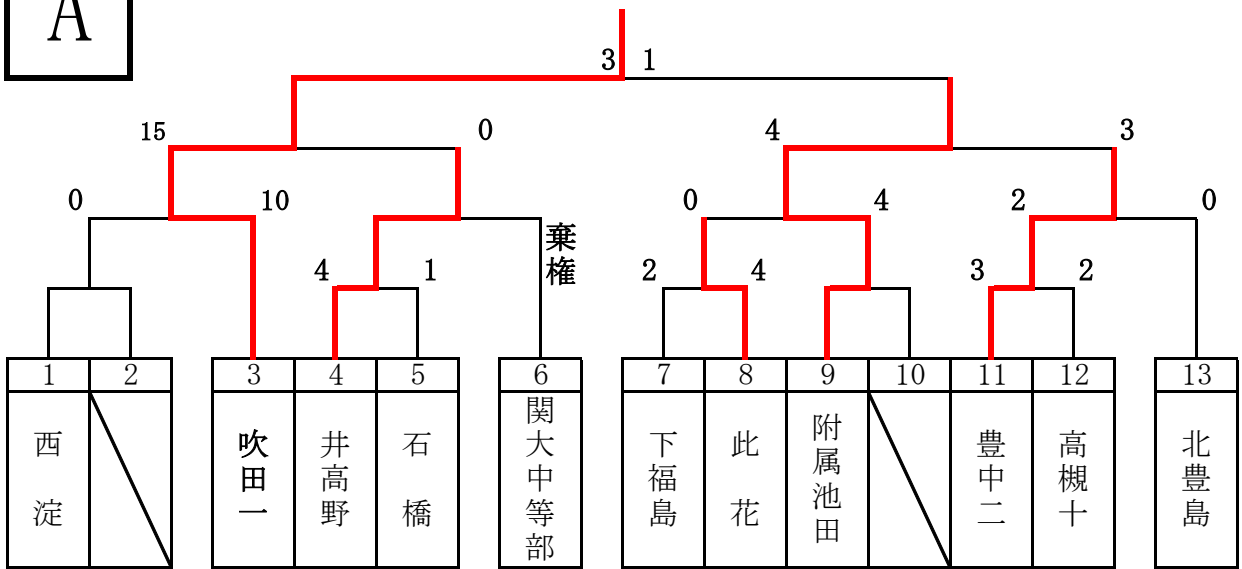 A
3 1
15 0 4 3
0 10 0 4 2 0
棄権
4 1 2 4 3 2
1 2 3 4 5 6 7 8 9 10 11 12 13
西淀
吹田一
井高野
石橋
関大中等部
下福島
此花
附属池田
豊中二
高槻十
北豊島